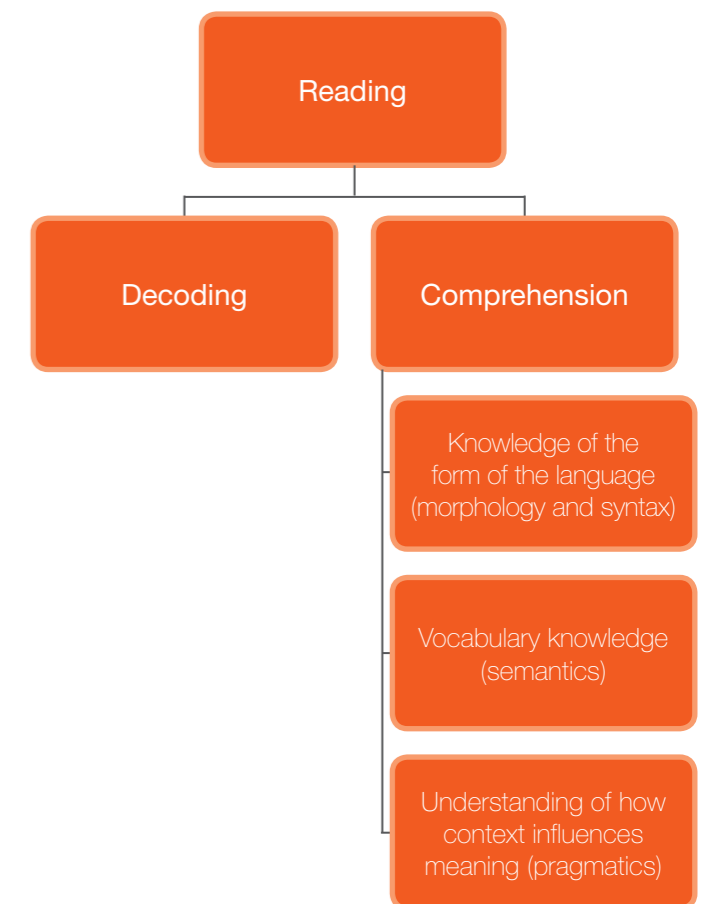 Reading
Decoding
Comprehension
Knowledge of the
form of the language
(morphology and syntax)
Vocabulary knowledge
(semantics)
Understanding of how
context influences
meaning (pragmatics)